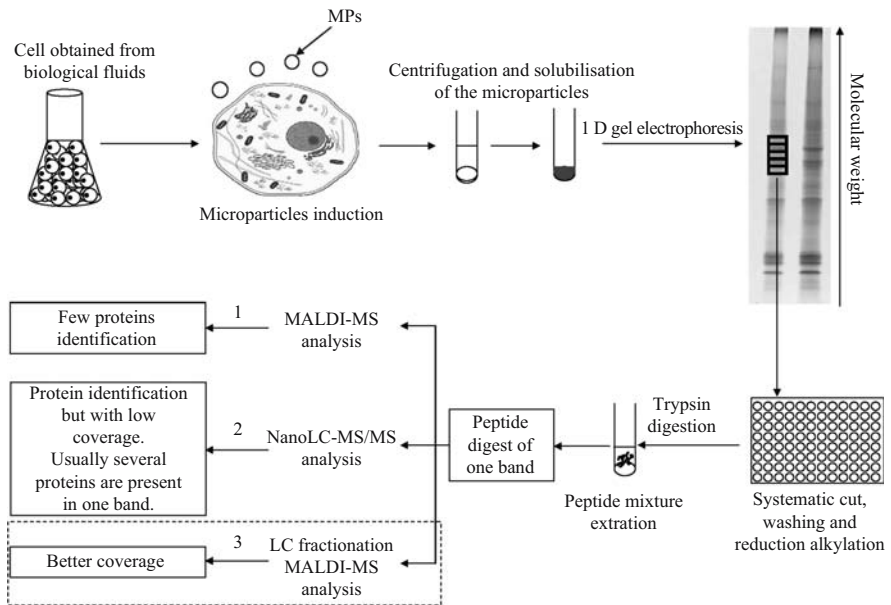 MPs
Cell obtained from
biological fluids
Microparticles induction
Centrifugation and solubilisation
of the microparticles
1 D gel electrophoresis
Molecular weight
Systematic cut,
washing and
reduction alkylation
Trypsin
digestion
Peptide mixture
extration
Peptide
digest of
one band
MALDI-MS
analysis
1
Few proteins
identification
NanoLC-MS/MS
analysis
2
Protein identification
but with low
coverage.
Usually several
proteins are present
in one band.
LC fractionation
MALDI-MS
analysis
3
Better coverage